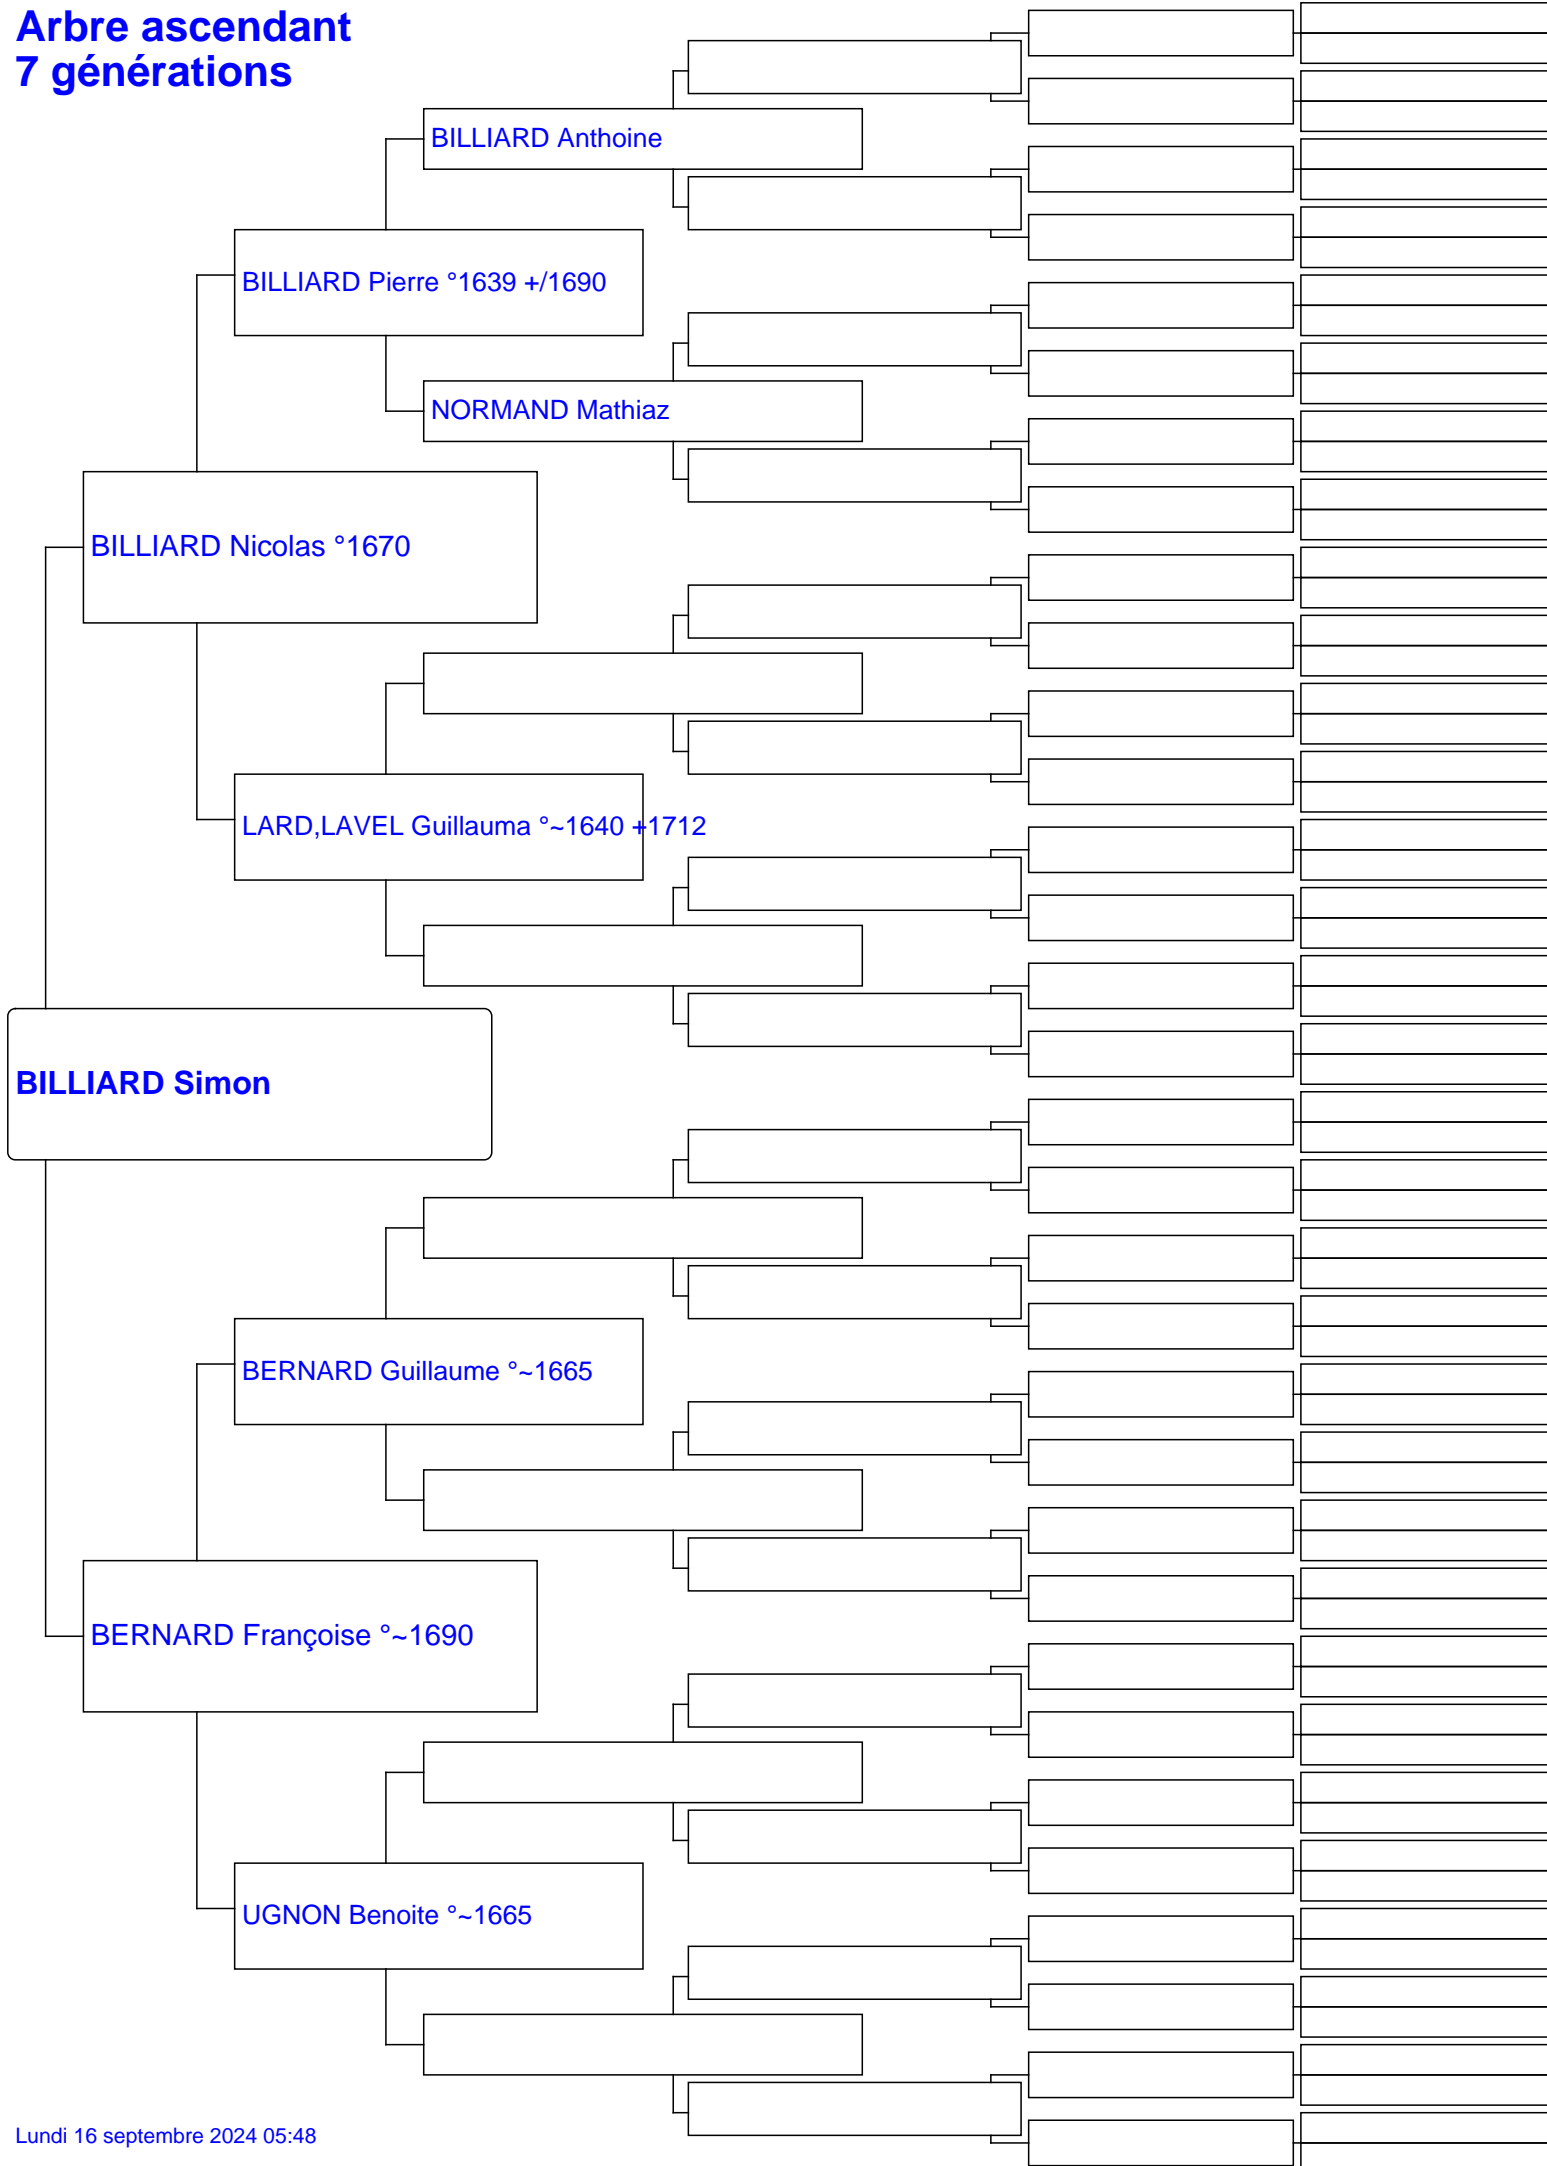 Arbre ascendant
7 générations
BILLIARD Anthoine
BILLIARD Pierre °1639 +/1690
NORMAND Mathiaz
BILLIARD Nicolas °1670
LARD,LAVEL Guillauma °~1640 +1712
BILLIARD Simon
BERNARD Guillaume °~1665
BERNARD Françoise °~1690
UGNON Benoite °~1665
Lundi 16 septembre 2024 05:48